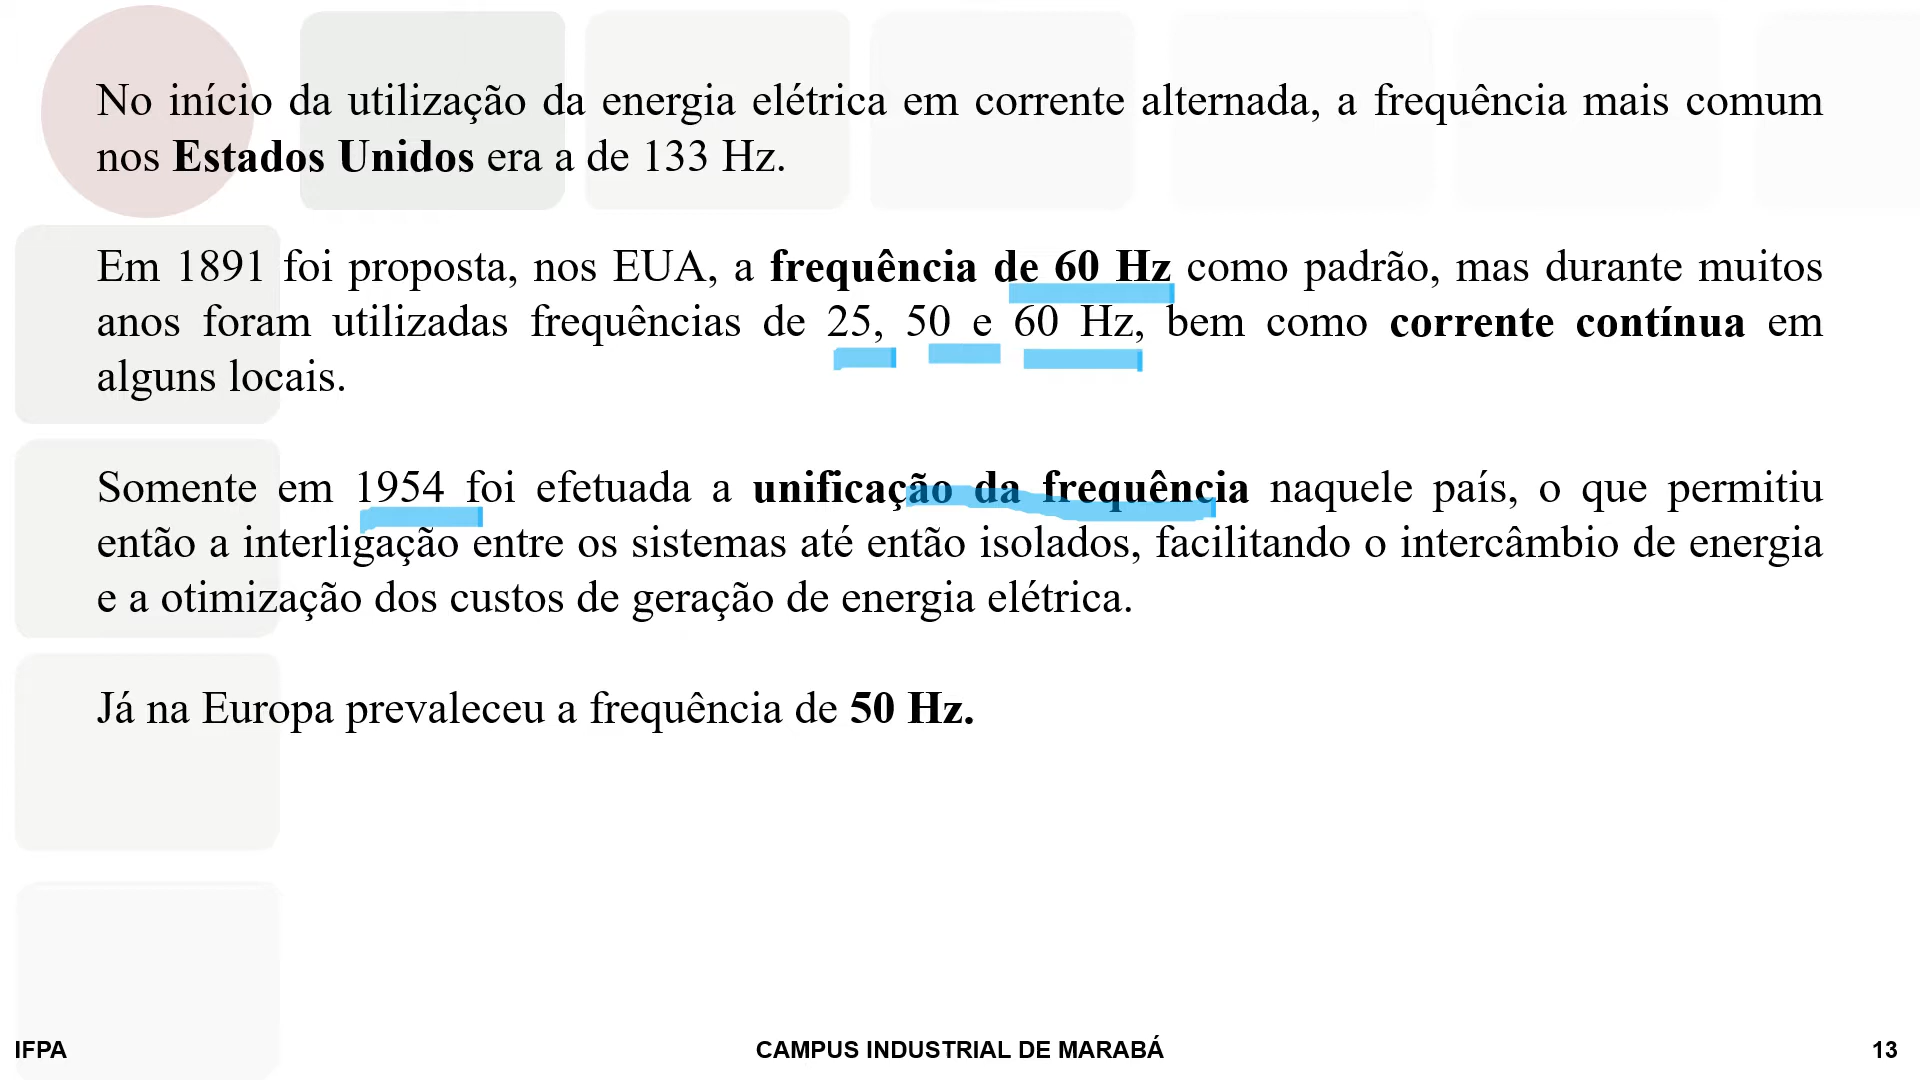 No início da utilização da energia elétrica em corrente alternada, a frequência mais comum
nos Estados Unidos era a de 133 Hz.
Em 1891 foi proposta, nos EUA, a frequência de 60 Hz como padrão, mas durante muitos
anos foram utilizadas frequências de 25, 50 e 60 Hz, bem como corrente contínua em
alguns locais.
Somente em 1954 foi efetuada a unificação da frequência naquele país, o que permitiu
então a interligação entre os sistemas até então isolados, facilitando o intercâmbio de energia
e a otimização dos custos de geração de energia elétrica.
Já na Europa prevaleceu a frequência de 50 Hz.
IFPA
CAMPUS INDUSTRIAL DE MARABÁ
13